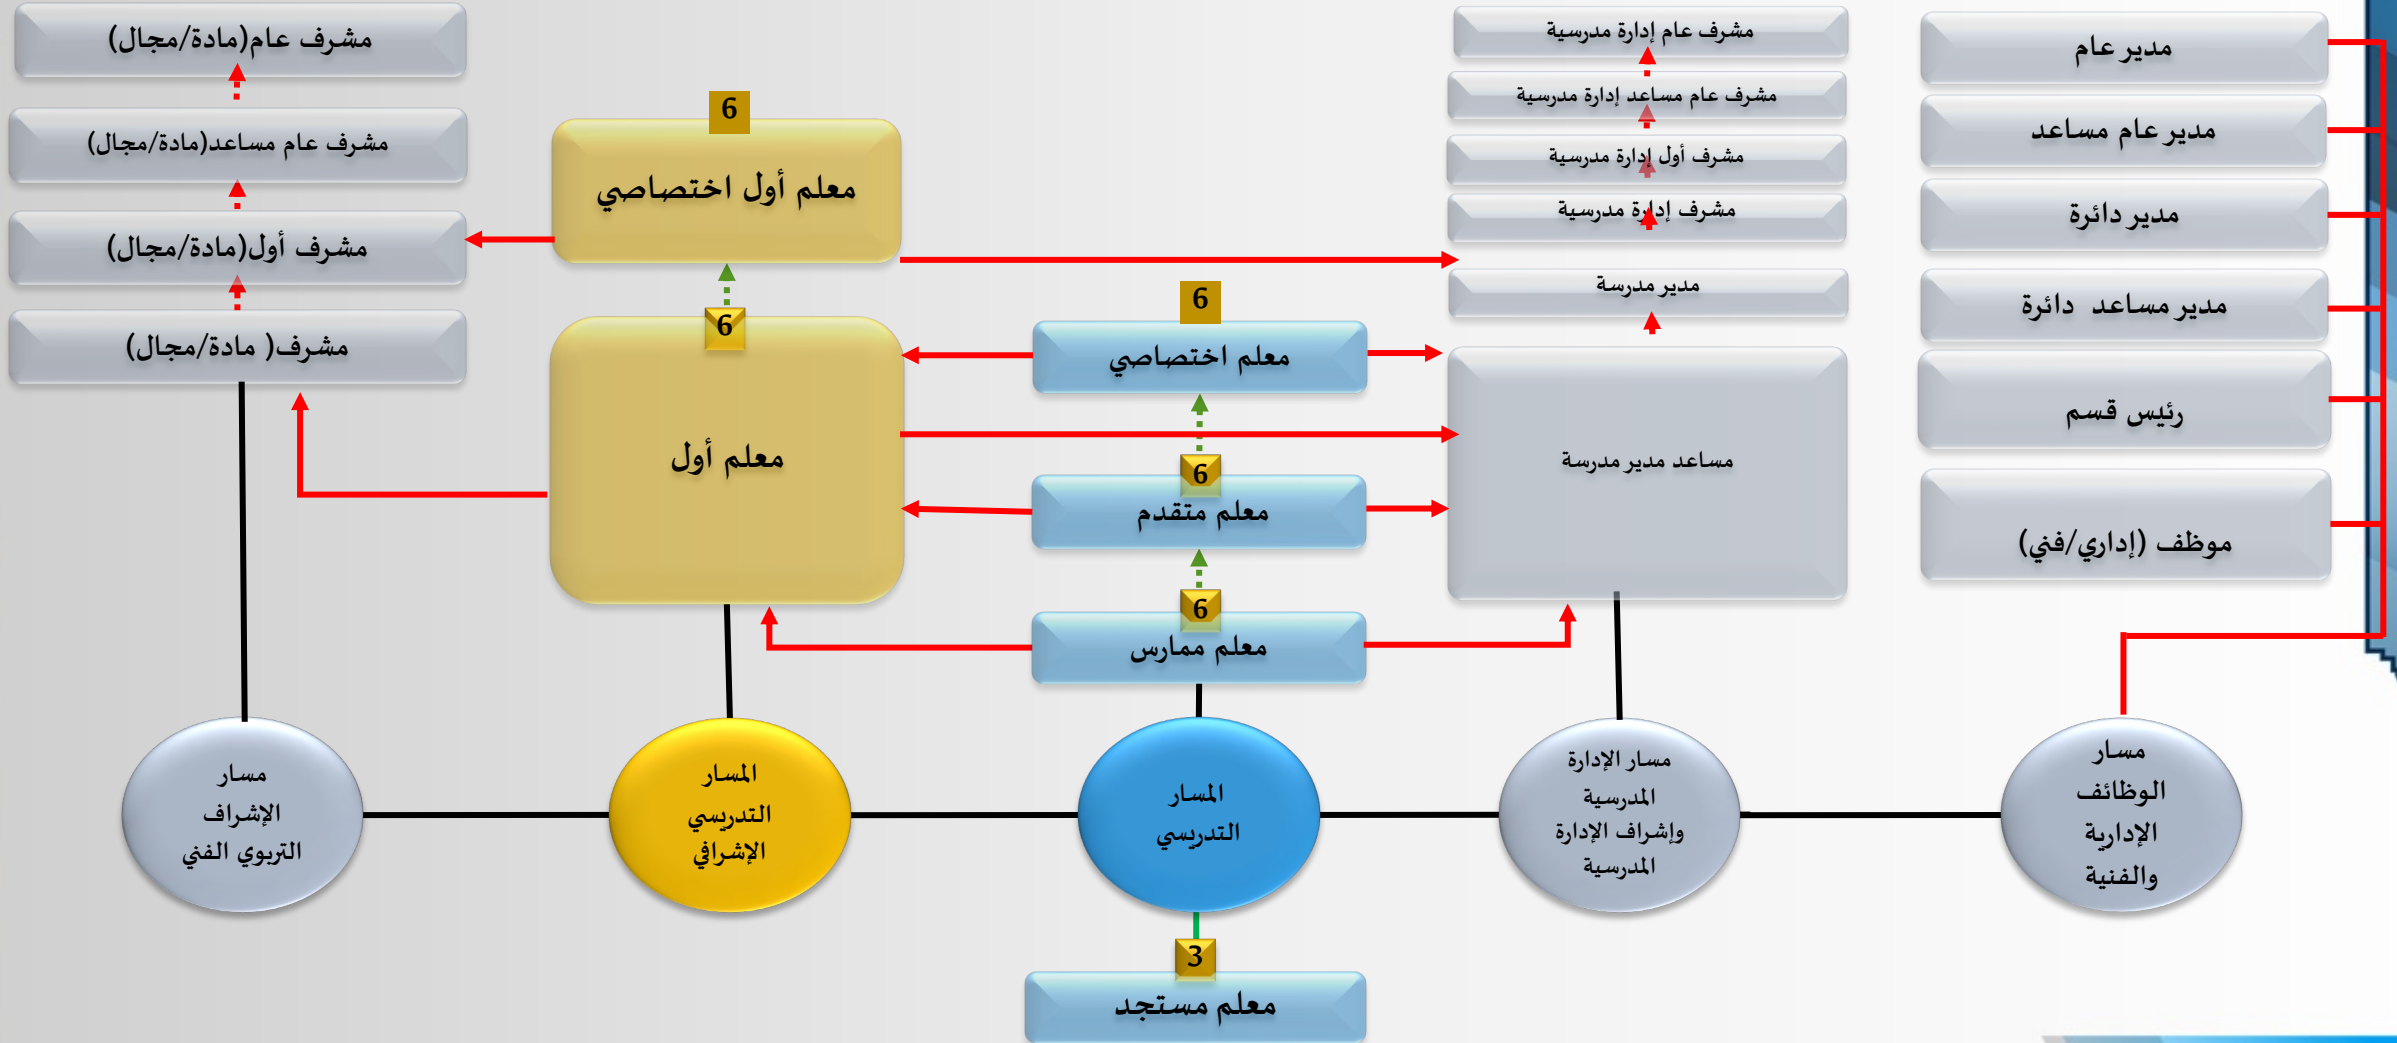 مدير عام
مدير عام مساعد
مدير دائرة
مدير مساعد دائرة
رئيس قسم
موظف (إداري/فني)
مسار
الوظائف
الإدارية
والفنية
مشرف عام إدارة مدرسية
مشرف عام مساعد إدارة مدرسية
مشرف أول إدارة مدرسية
مشرف إدارة مدرسية
مدير مدرسة
مساعد مدير مدرسة
مسار الإدارة
المدرسية
وإشراف الإدارة
المدرسية
6
معلم اختصاصي
6
معلم متقدم
6
معلم ممارس
المسار
التدريسي
3
معلم مستجد
6
معلم أول اختصاصي
6
معلم أول
المسار
التدريسي
الإشرافي
مشرف عام(مادة/مجال)
مشرف عام مساعد(مادة/مجال)
مشرف أول(مادة/مجال)
مشرف( مادة/مجال)
مسار
الإشراف
التربوي الفني